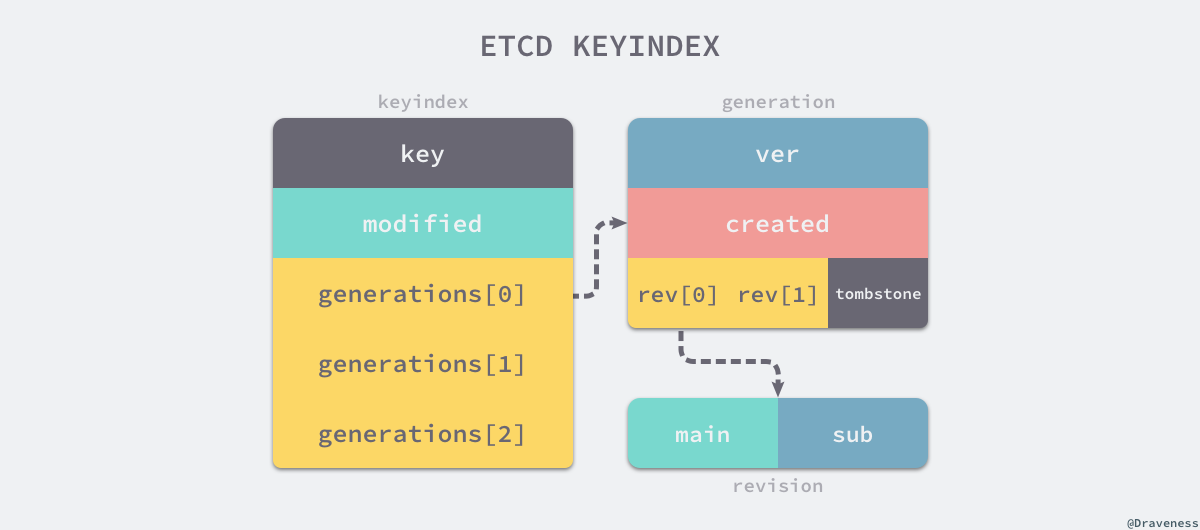 ETCD KEYINDEX
keyindex
key
modified
generations[0]
generations[1]
generations[2]
generation
ver
created
rev[0] rev[1] tombstone
main sub
revision
@Draveness